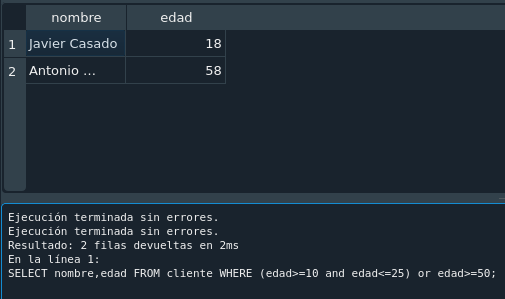 nombre edad
1 Javier Casado 18
2 Antonio ... 58
Ejecución terminada sin errores.
Ejecución terminada sin errores.
Resultado: 2 filas devueltas en 2ms
En la línea 1:
SELECT nombre,edad FROM cliente WHERE (edad>=10 and edad<=25) or edad>=50;